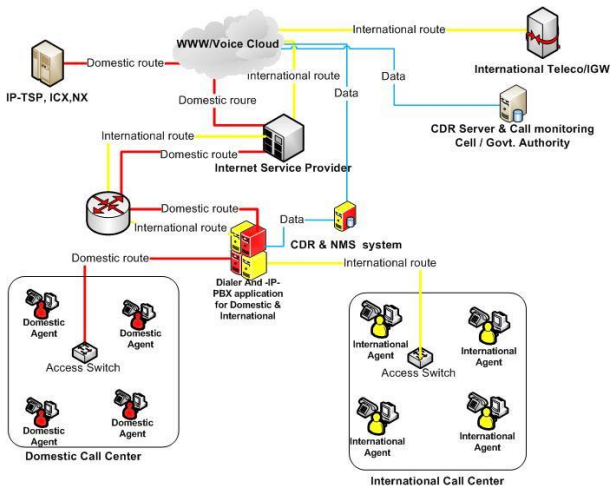 International route
WWW/Voice Cloud
Domestic route
IP-TSP, ICX,NX
International Teleco/IGW
International route
Data
Data
Domestic roure
CDR Server & Call monitoring
Cell / Govt. Authority
International route
Domestic route
Internet Service Provider
Domestic route
International route
Data
CDR & NMS system
Domestic route
International route
Dialer And -IP-
PBX application
for Domestic &
International
Domestic
Agent
Domestic
Agent
Access Switch
Domestic
Agent
Domestic
Agent
Domestic Call Center
International
Agent
International
Agent
Access Switch
International
Agent
International
Agent
International Call Center